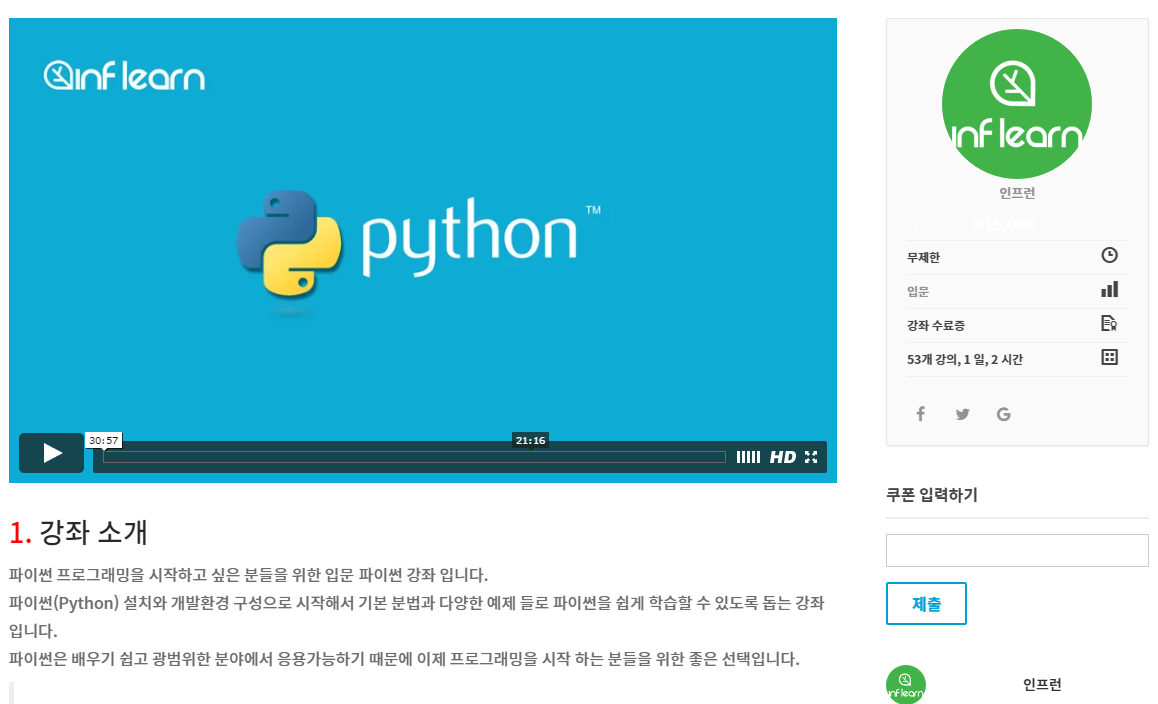 inflearn
python™
30:57
21:16
HD
1. 강좌 소개
파이썬 프로그래밍을 시작하고 싶은 분들을 위한 입문 파이썬 강좌 입니다.
파이썬(Python) 설치와 개발환경 구성으로 시작해서 기본 분법과 다양한 예제 들로 파이썬을 쉽게 학습할 수 있도록 돕는 강좌
입니다.
파이썬은 배우기 쉽고 광범위한 분야에서 응용가능하기 때문에 이제 프로그래밍을 시작 하는 분들을 위한 좋은 선택입니다.
inflearn
인프런
₩15,000
무제한
입문
강좌 수료증
53개 강의, 1 일, 2 시간
쿠폰 입력하기
제출
inflearn
인프런